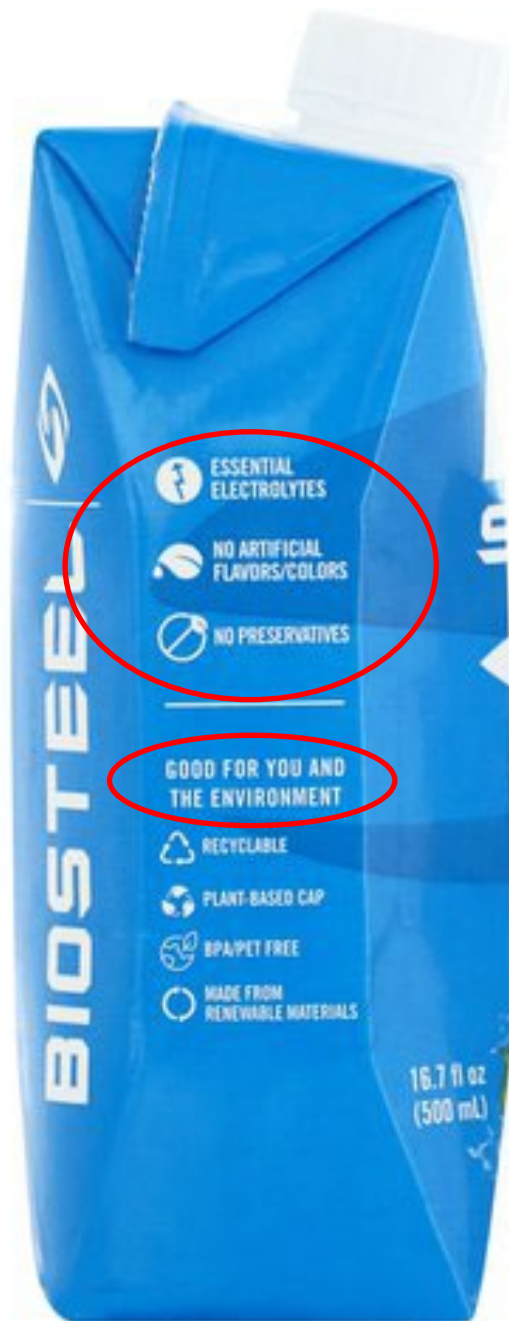 BIOSTEEL
ESSENTIAL
ELECTROLYTES
NO ARTIFICIAL
FLAVORS/COLORS
NO PRESERVATIVES
GOOD FOR YOU AND
THE ENVIRONMENT
RECYCLABLE
PLANT-BASED CAP
BPA/PET FREE
MADE FROM
RENEWABLE MATERIALS
16.7 fl oz
(500 mL)